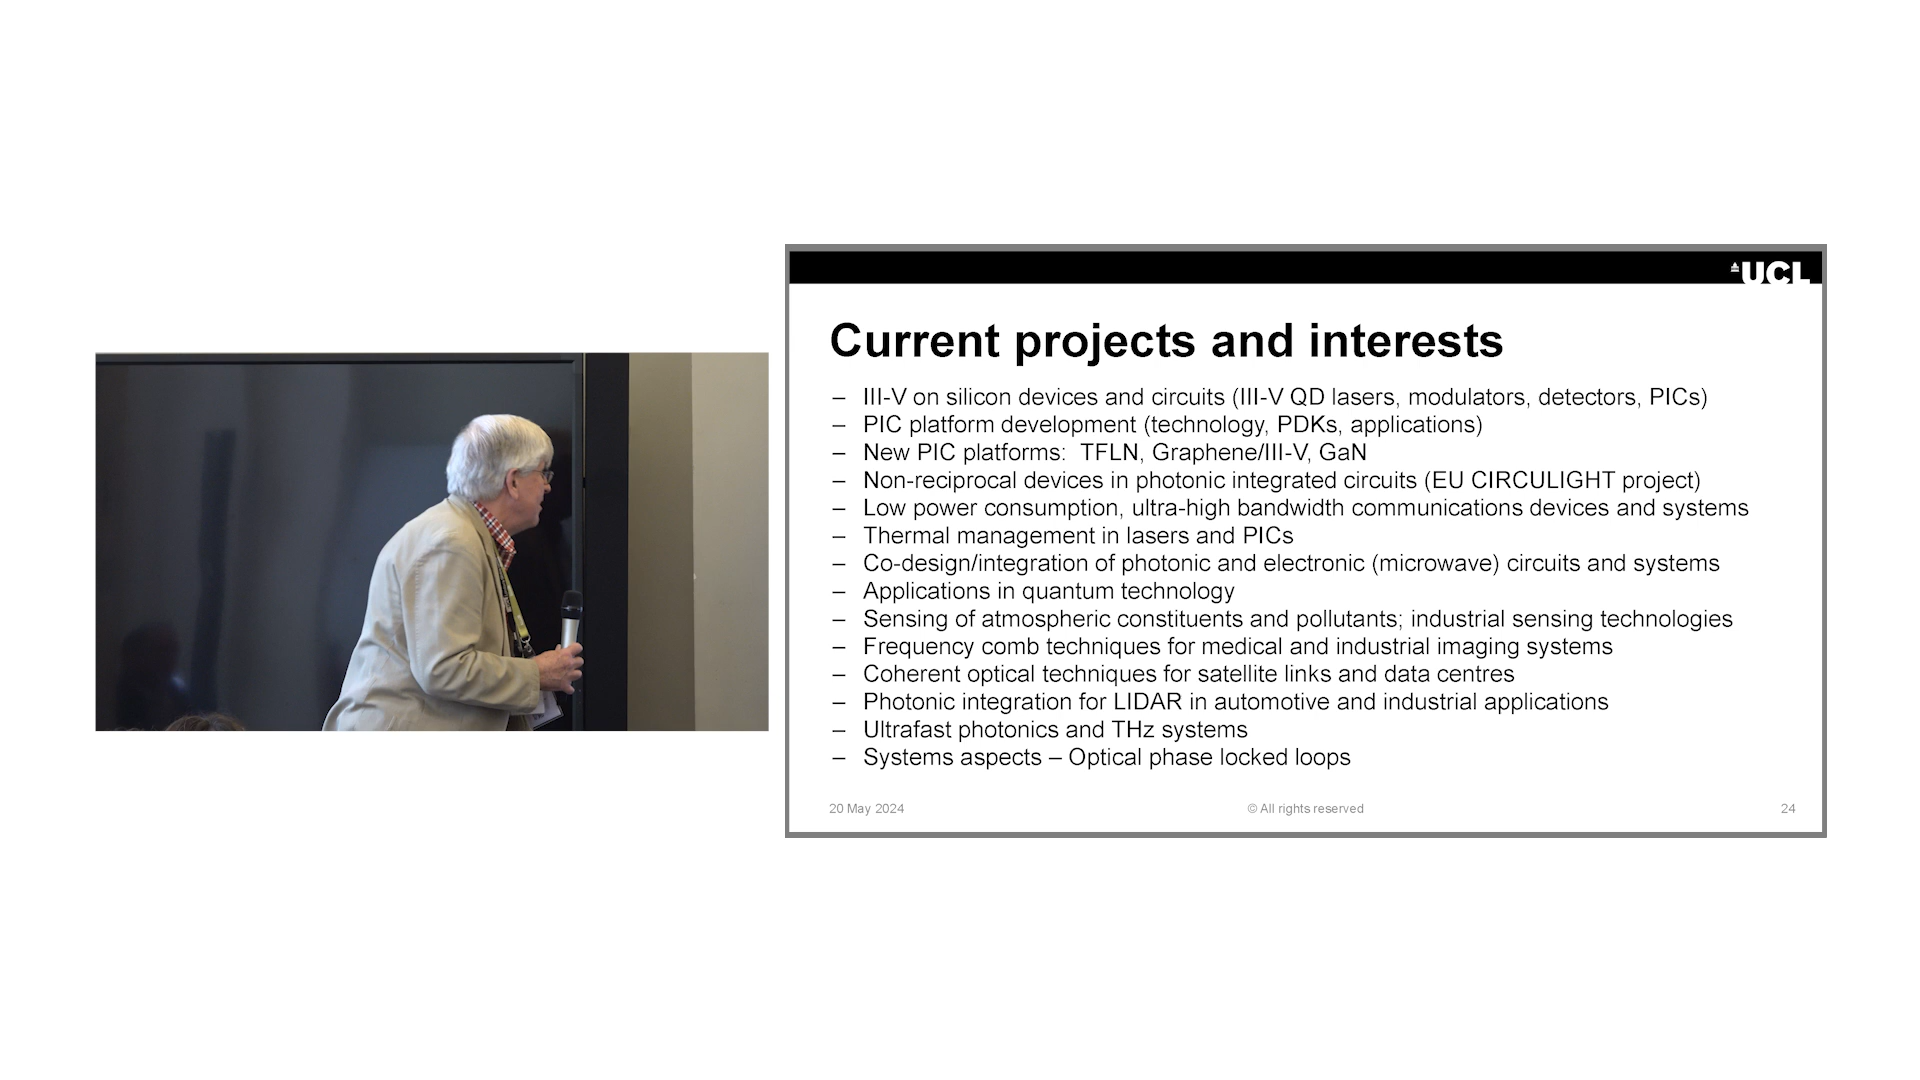 UCL
Current projects and interests
– III-V on silicon devices and circuits (III-V QD lasers, modulators, detectors, PICs)
– PIC platform development (technology, PDKs, applications)
– New PIC platforms:  TFLN, Graphene/III-V, GaN
– Non-reciprocal devices in photonic integrated circuits (EU CIRCULIGHT project)
– Low power consumption, ultra-high bandwidth communications devices and systems
– Thermal management in lasers and PICs
– Co-design/integration of photonic and electronic (microwave) circuits and systems
– Applications in quantum technology
– Sensing of atmospheric constituents and pollutants; industrial sensing technologies
– Frequency comb techniques for medical and industrial imaging systems
– Coherent optical techniques for satellite links and data centres
– Photonic integration for LIDAR in automotive and industrial applications
– Ultrafast photonics and THz systems
– Systems aspects – Optical phase locked loops
20 May 2024
© All rights reserved
24